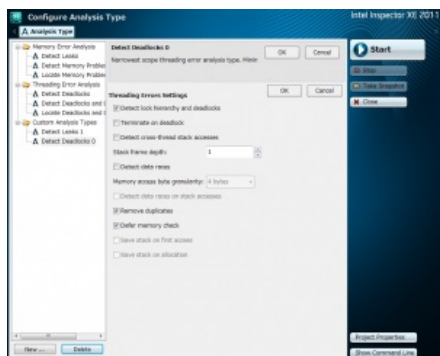 Configure Analysis Type
Intel Inspector XE 2011
Analysis Type
Memory Error Analysis
Detect Leaks
Detect Memory Problem
Locate Memory Problem
Threading Error Analysis
Detect Deadlocks
Detect Deadlocks and
Locate Deadlocks and
Custom Analysis Types
Detect Leaks 1
Detect Deadlocks 0
New ...
Delete
Detect Deadlocks 0
Narrowest scope threading error analysis type.
OK
Cancel
Threading Errors Settings
OK
Cancel
Detect lock hierarchy and deadlocks
Terminate on deadlock
Detect cross-thread stack accesses
Stack frame depth: 1
Detect data races
Memory access byte granularity: 4 bytes
Detect data races on stack accesses
Remove duplicates
Defer memory check
Save stack on first access
Save stack on allocation
Start
Stop
Take Snapshot
Close
Project Properties...
Show Command Line